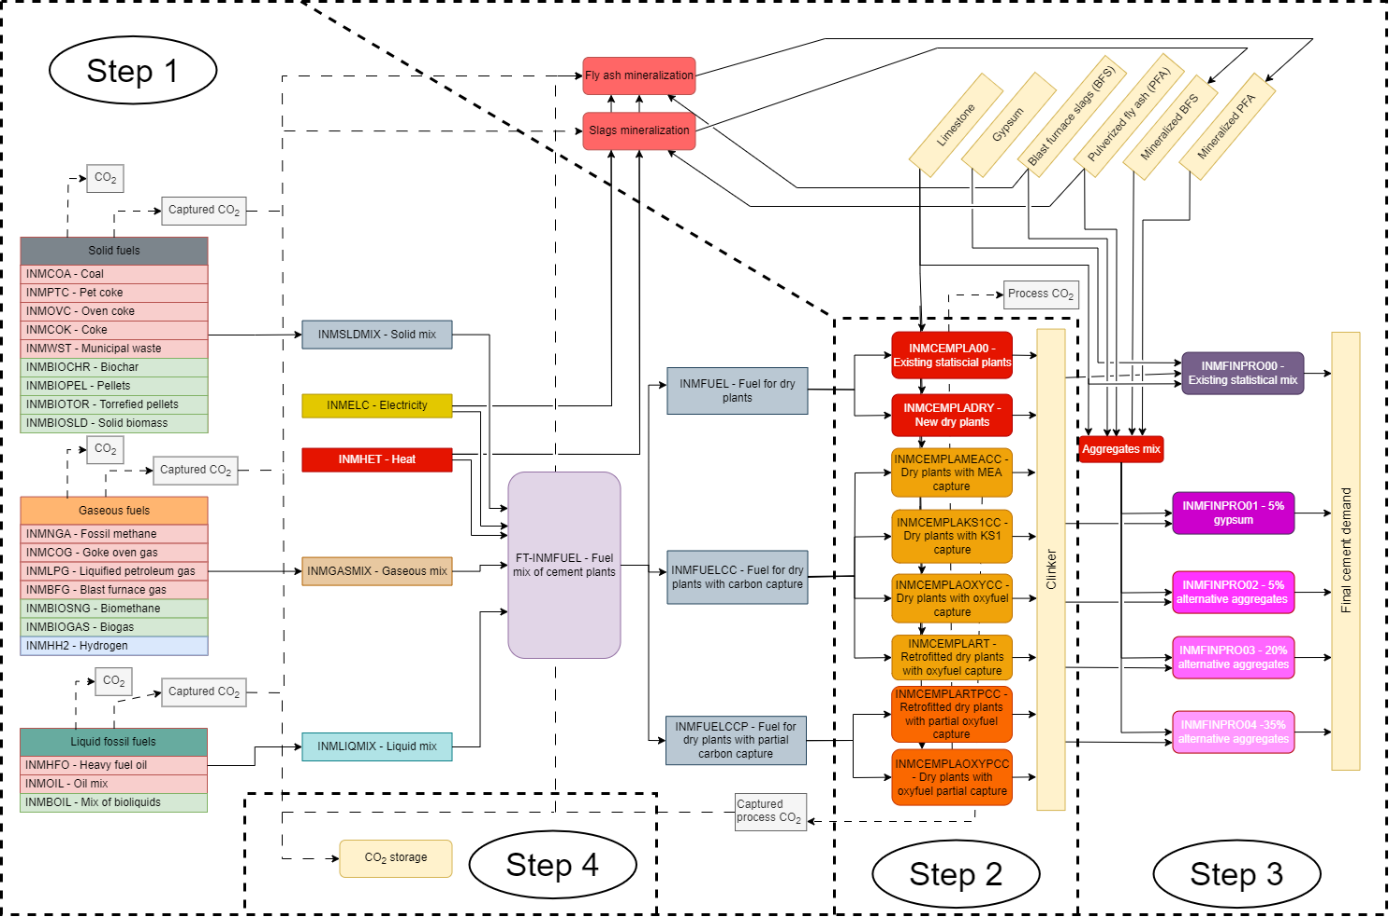 Step 1
Fly ash mineralization
Slags mineralization
Limestone
Gypsum
Blast furnace slags (BFS)
Pulverized fly ash (PFA)
Mineralized BFS
Mineralized PFA
CO2
Captured CO2
Solid fuels
INMCOA - Coal
INMPTC - Pet coke
INMOVC - Oven coke
INMCOK - Coke
INMWST - Municipal waste
INMBIOCHR - Biochar
INMBIOPEL - Pellets
INMBIOTOR - Torrefied pellets
INMBIOSLD - Solid biomass
CO2
Captured CO2
Gaseous fuels
INMNGA - Fossil methane
INMCOG - Goke oven gas
INMLPG - Liquified petroleum gas
INMBFG - Blast furnace gas
INMBIOSNG - Biomethane
INMBIOGAS - Biogas
INMHH2 - Hydrogen
CO2
Captured CO2
Liquid fossil fuels
INMHFO - Heavy fuel oil
INMOIL - Oil mix
INMBOIL - Mix of bioliquids
INMSLDMIX - Solid mix
INMELC - Electricity
INMHET - Heat
INMGASMIX - Gaseous mix
INMLIQMIX - Liquid mix
FT-INMFUEL - Fuel
mix of cement plants
INMFUEL - Fuel for dry
plants
INMFUELCC - Fuel for dry
plants with carbon capture
INMFUELCCP - Fuel for
dry plants with partial
carbon capture
Process CO2
INMCEMPLA00 -
Existing statiscial plants
INMCEMPLADRY -
New dry plants
INMCEMPLAMEACC -
Dry plants with MEA
capture
INMCEMPLAKS1CC -
Dry plants with KS1
capture
INMCEMPLAOXYCC -
Dry plants with oxyfuel
capture
INMCEMPLART -
Retrofitted dry plants
with oxyfuel capture
INMCEMPLARTPCC -
Retrofitted dry plants
with partial oxyfuel
capture
INMCEMPLAOXYPCC
- Dry plants with
oxyfuel partial capture
Clinker
Captured
process CO2
Aggregates mix
INMFINPRO00 -
Existing statistical mix
INMFINPRO01 - 5%
gypsum
INMFINPRO02 - 5%
alternative aggregates
INMFINPRO03 - 20%
alternative aggregates
INMFINPRO04 -35%
alternative aggregates
Final cement demand
CO2 storage
Step 4
Step 2
Step 3